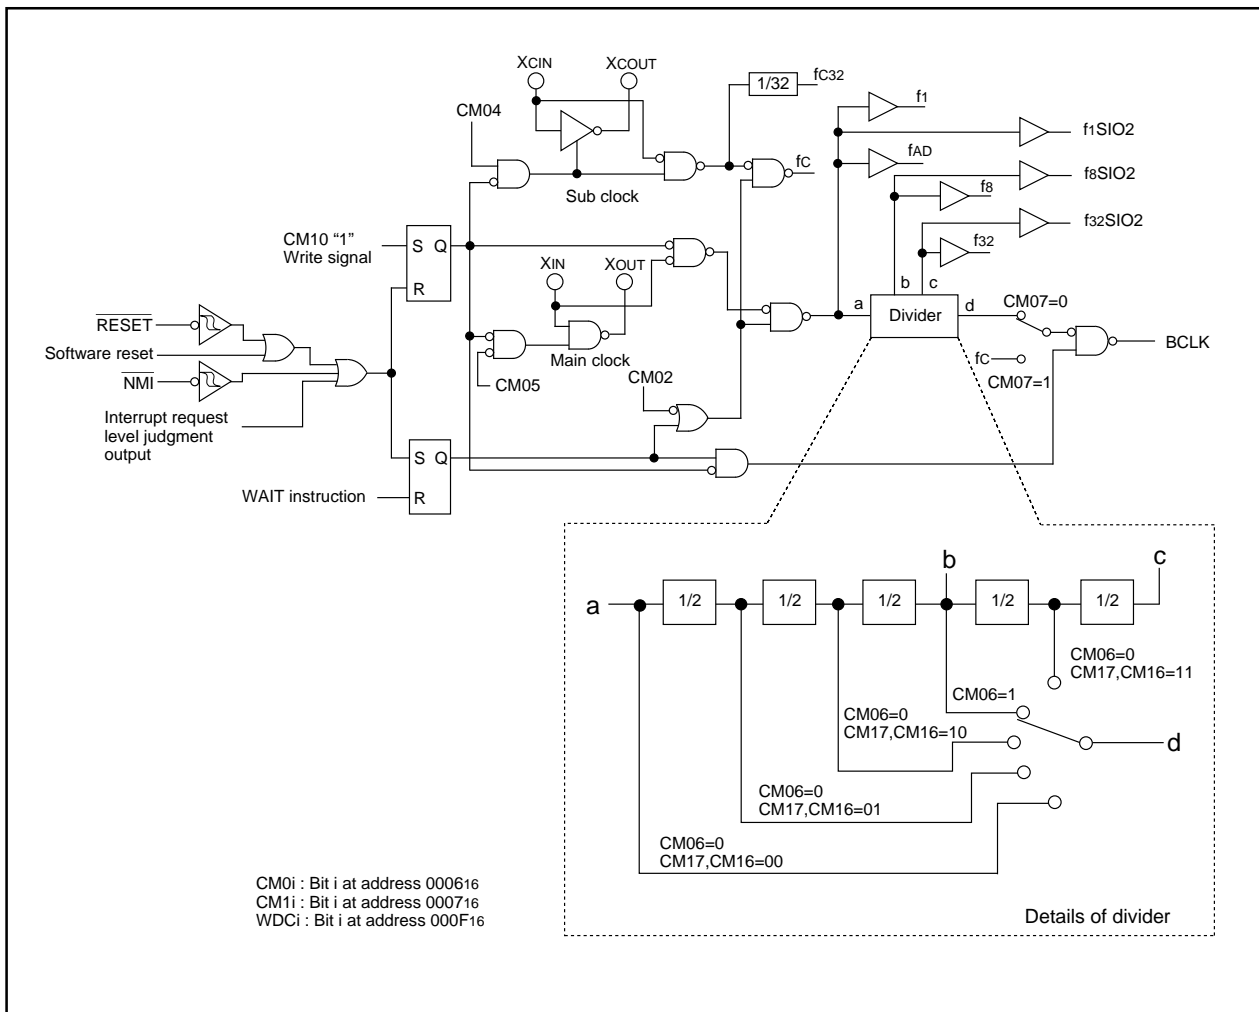 XCIN
XCOUT
1/32
fC32
CM04
f1
f1SIO2
fAD
fC
f8SIO2
f8
Sub clock
f32SIO2
f32
CM10 “1”
Write signal
S Q
R
XIN
XOUT
b c
a
Divider
d
CM07=0
fC
CM07=1
BCLK
RESET
Software reset
NMI
Interrupt request
level judgment
output
Main clock
CM05
CM02
S Q
R
WAIT instruction
b
c
a
1/2
1/2
1/2
1/2
1/2
CM06=0
CM17,CM16=11
CM06=1
CM06=0
CM17,CM16=10
d
CM06=0
CM17,CM16=01
CM06=0
CM17,CM16=00
CM0i : Bit i at address 000616
CM1i : Bit i at address 000716
WDCi : Bit i at address 000F16
Details of divider